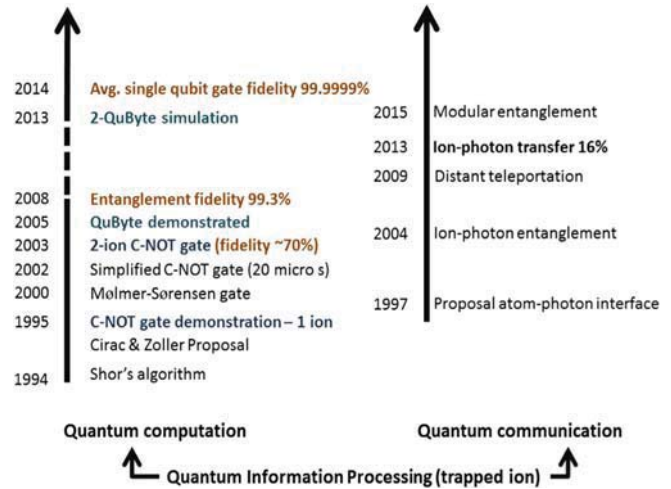 2014 Avg. single qubit gate fidelity 99.9999%
2013 2-QuByte simulation
2008 Entanglement fidelity 99.3%
2005 QuByte demonstrated
2003 2-ion C-NOT gate (fidelity ~70%)
2002 Simplified C-NOT gate (20 micro s)
2000 Mølmer-Sørensen gate
1995 C-NOT gate demonstration – 1 ion
Cirac & Zoller Proposal
1994 Shor's algorithm
Quantum computation
2015 Modular entanglement
2013 Ion-photon transfer 16%
2009 Distant teleportation
2004 Ion-photon entanglement
1997 Proposal atom-photon interface
Quantum communication
Quantum Information Processing (trapped ion)